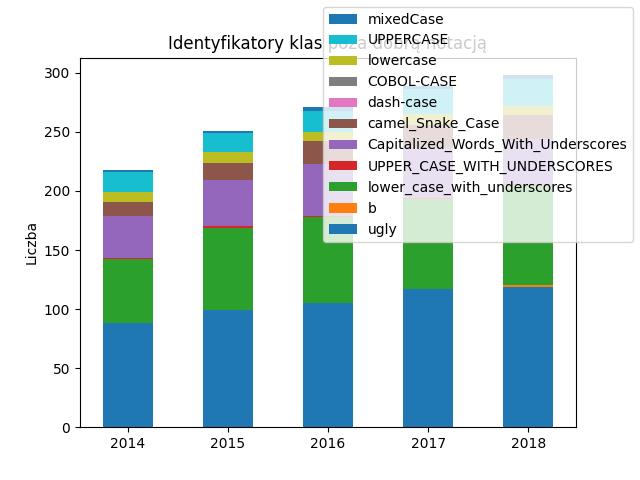 Identyfikatory klas poza dobrą notacją
mixedCase
UPPERCASE
lowercase
COBOL-CASE
dash-case
camel_Snake_Case
Capitalized_Words_With_Underscores
UPPER_CASE_WITH_UNDERSCORES
lower_case_with_underscores
b
ugly
Liczba
300
250
200
150
100
50
0
2014 2015 2016 2017 2018